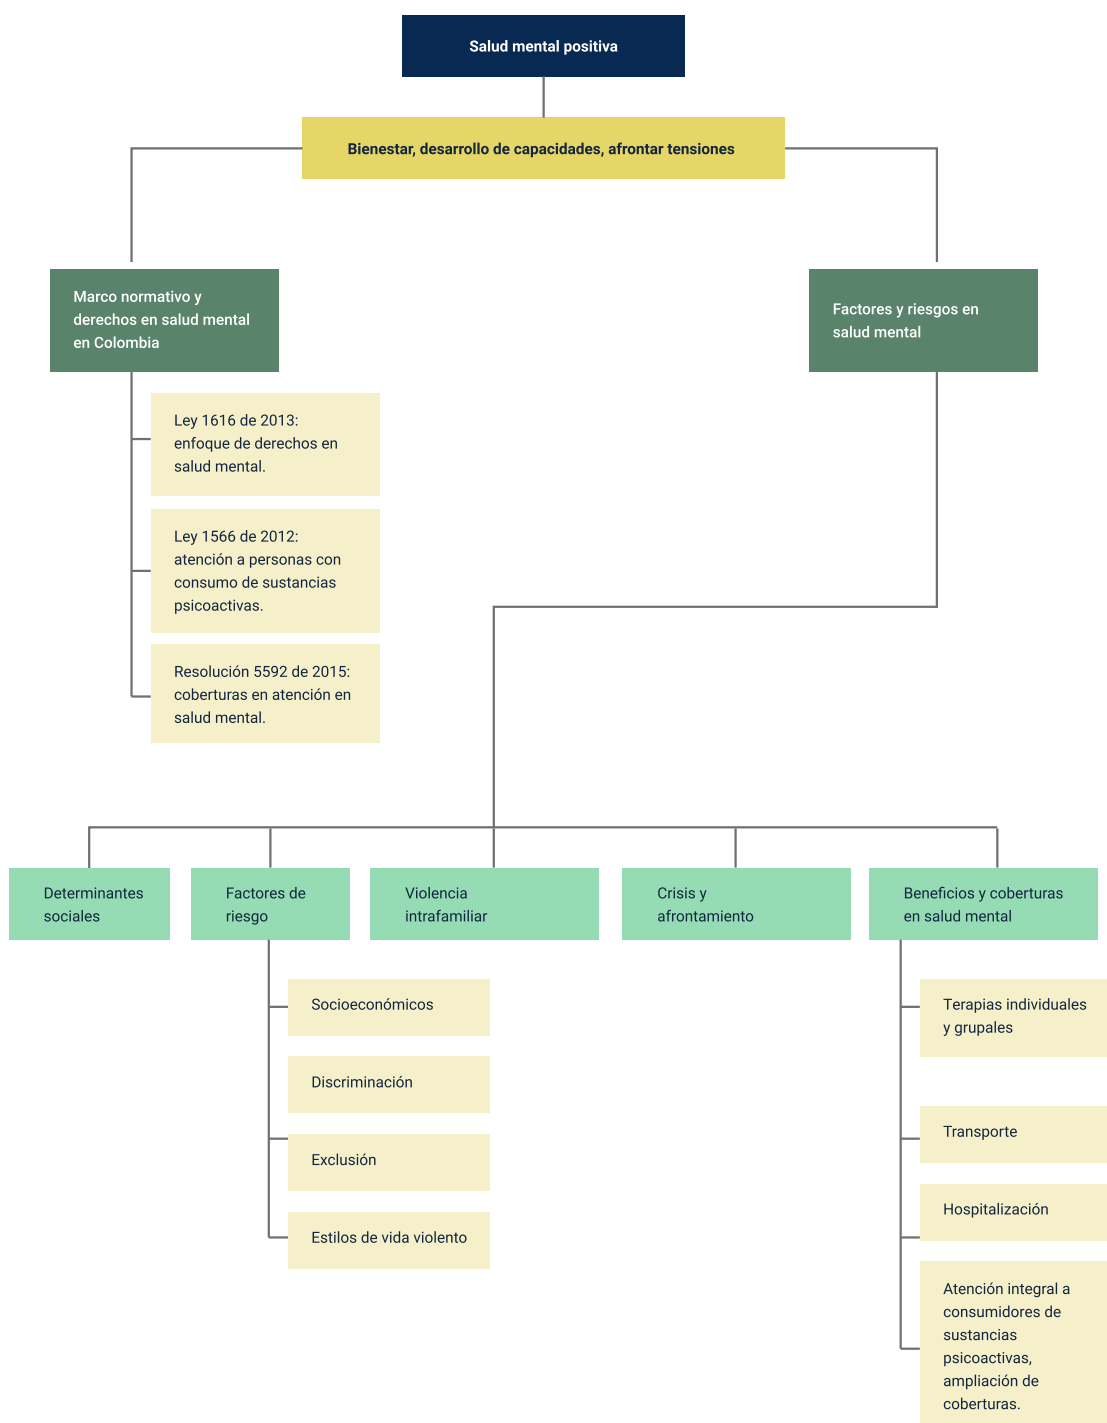 Salud mental positiva
Bienestar, desarrollo de capacidades, afrontar tensiones
Marco normativo y
derechos en salud mental
en Colombia
Factores y riesgos en
salud mental
Ley 1616 de 2013:
enfoque de derechos en
salud mental.
Ley 1566 de 2012:
atención a personas con
consumo de sustancias
psicoactivas.
Resolución 5592 de 2015:
coberturas en atención en
salud mental.
Determinantes
sociales
Factores de
riesgo
Violencia
intrafamiliar
Crisis y
afrontamiento
Beneficios y coberturas
en salud mental
Socioeconómicos
Discriminación
Exclusión
Estilos de vida violento
Terapias individuales
y grupales
Transporte
Hospitalización
Atención integral a
consumidores de
sustancias
psicoactivas,
ampliación de
coberturas.